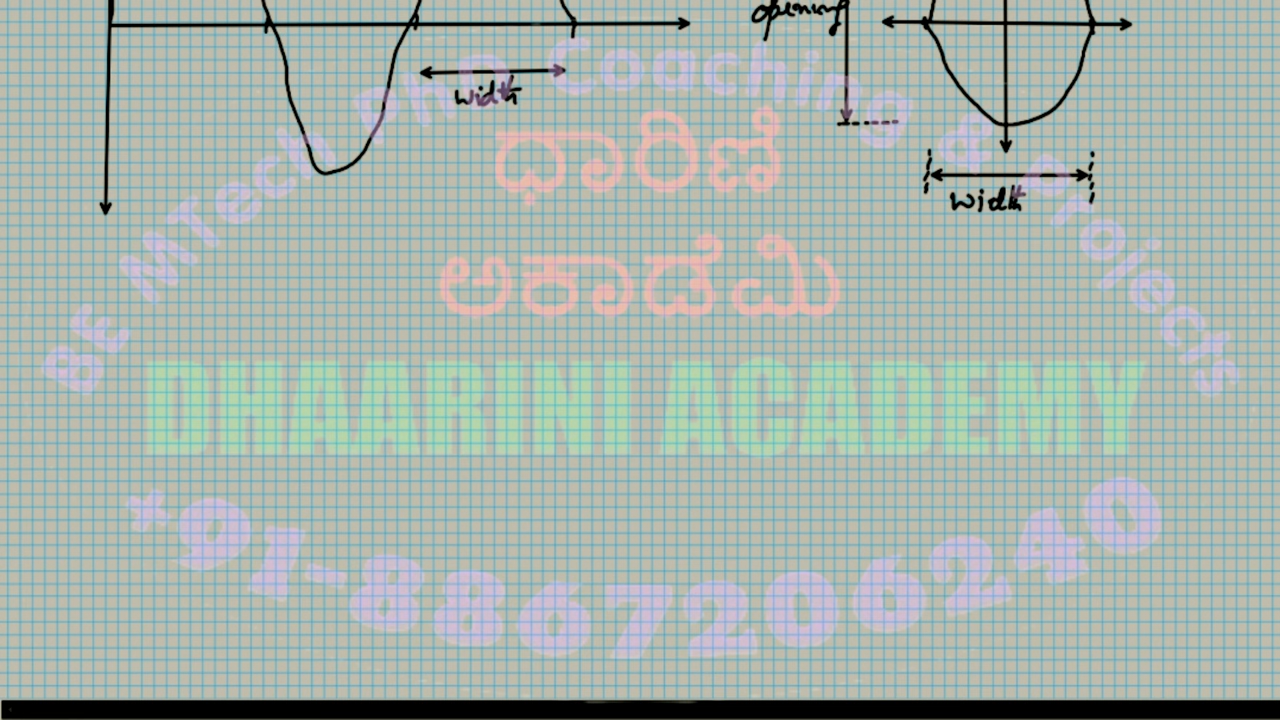 opening
width
width
BE MTech PhD Coaching & Projects
ಧಾರಿಣಿ
ಅಕಾಡೆಮಿ
DHAARINI ACADEMY
+91-8867206240